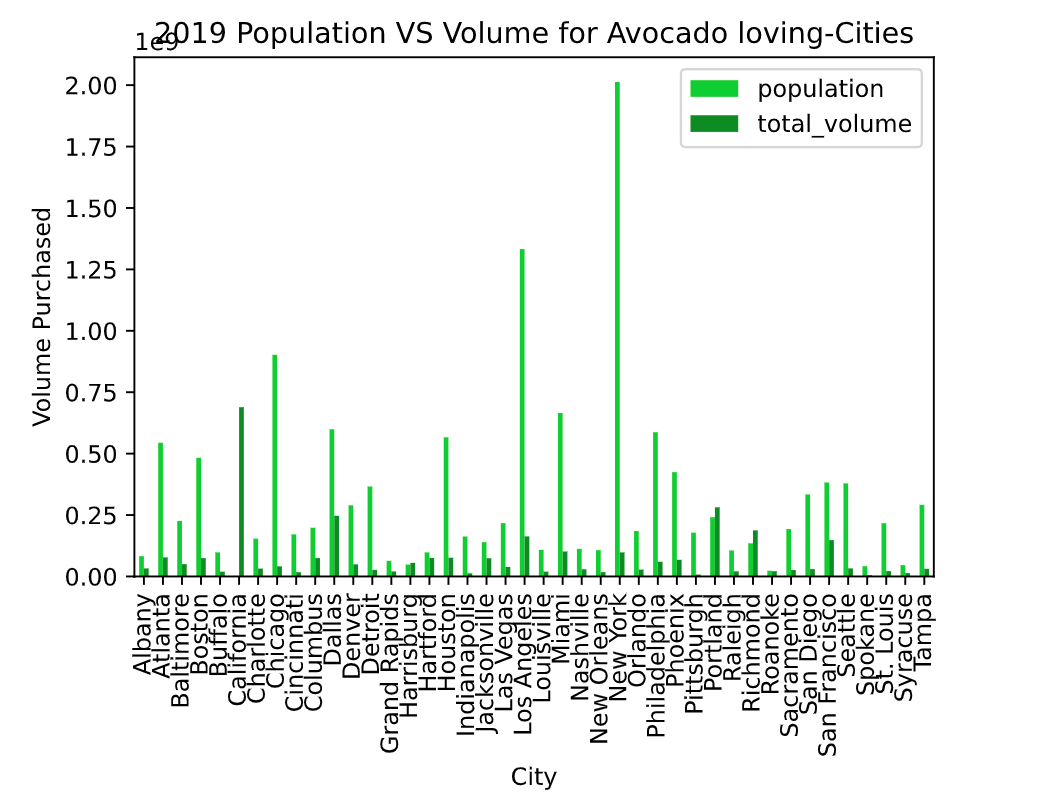 2019 Population VS Volume for Avocado loving-Cities
1e9
population
total_volume
2.00
1.75
1.50
1.25
1.00
0.75
0.50
0.25
0.00
Volume Purchased
Albany
Atlanta
Baltimore
Boston
Buffalo
California
Charlotte
Chicago
Cincinnati
Columbus
Dallas
Denver
Detroit
Grand Rapids
Harrisburg
Hartford
Houston
Indianapolis
Jacksonville
Las Vegas
Los Angeles
Louisville
Miami
Nashville
New Orleans
New York
Orlando
Philadelphia
Phoenix
Pittsburgh
Portland
Raleigh
Richmond
Roanoke
Sacramento
San Diego
San Francisco
Seattle
Spokane
St. Louis
Syracuse
Tampa
City